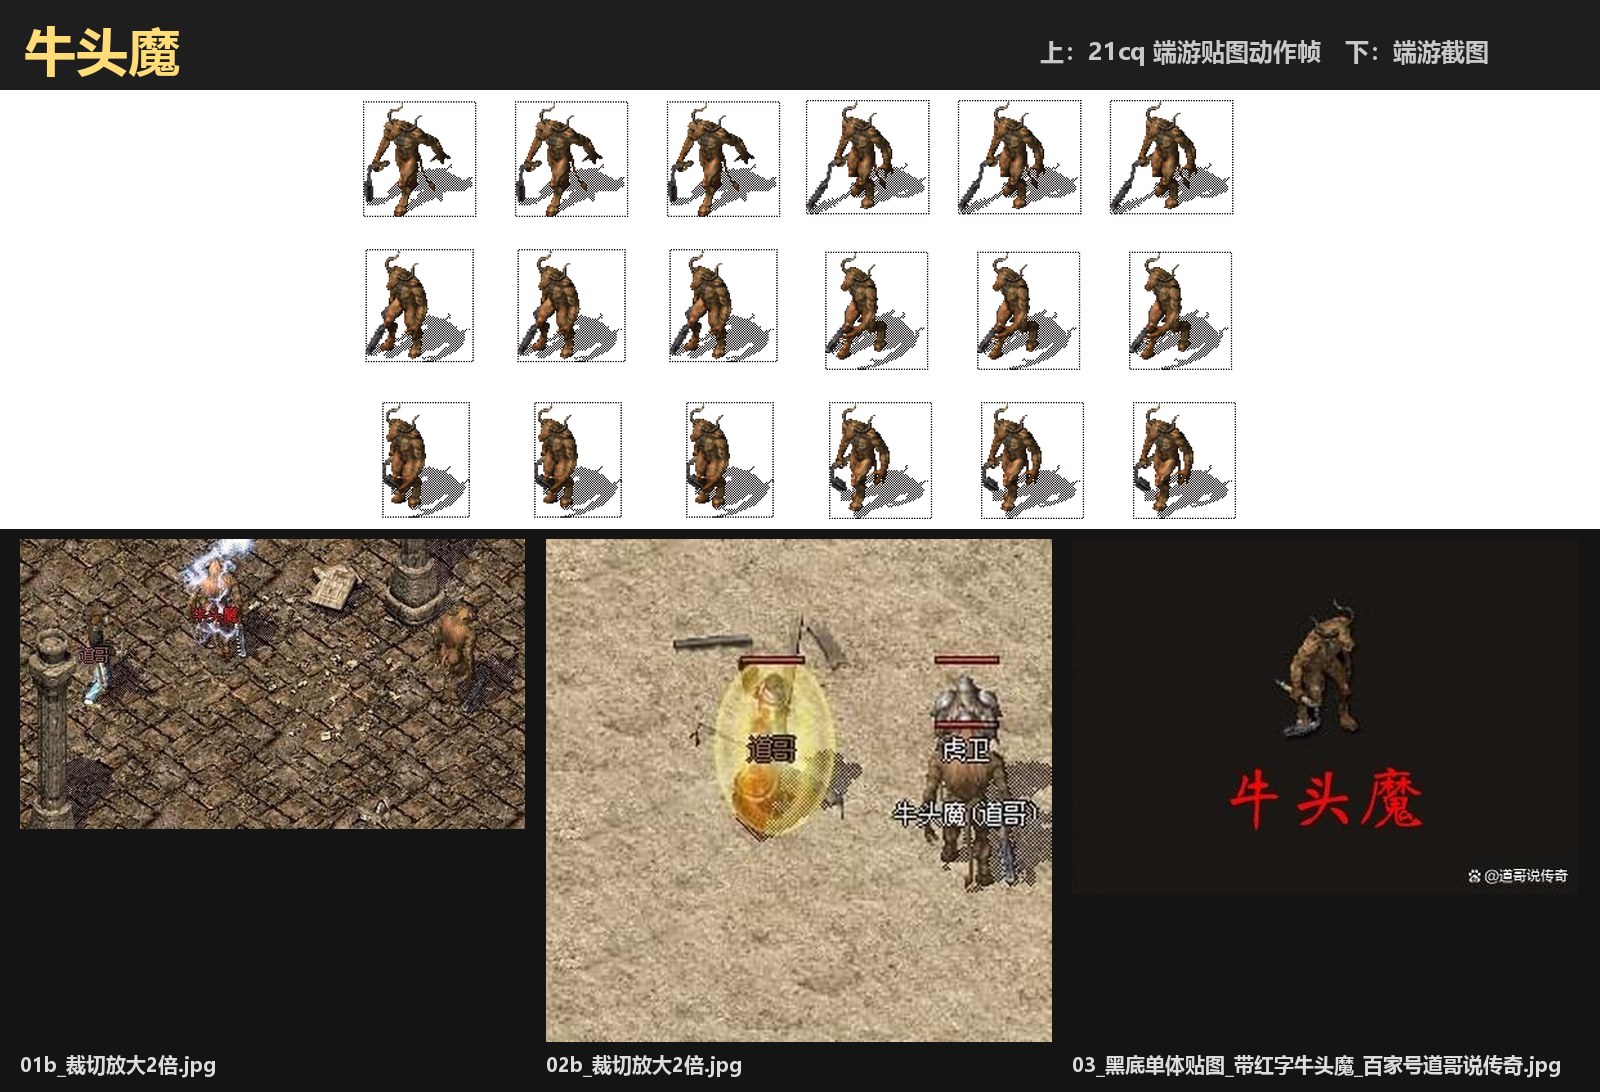 牛头魔
上：21cq 端游贴图动作帧 下：端游截图
牛头魔
道哥
道哥
虎卫
牛头魔(道哥)
牛头魔
@道哥说传奇
01b_裁切放大2倍.jpg
02b_裁切放大2倍.jpg
03_黑底单体贴图_带红字牛头魔_百家号道哥说传奇.jpg